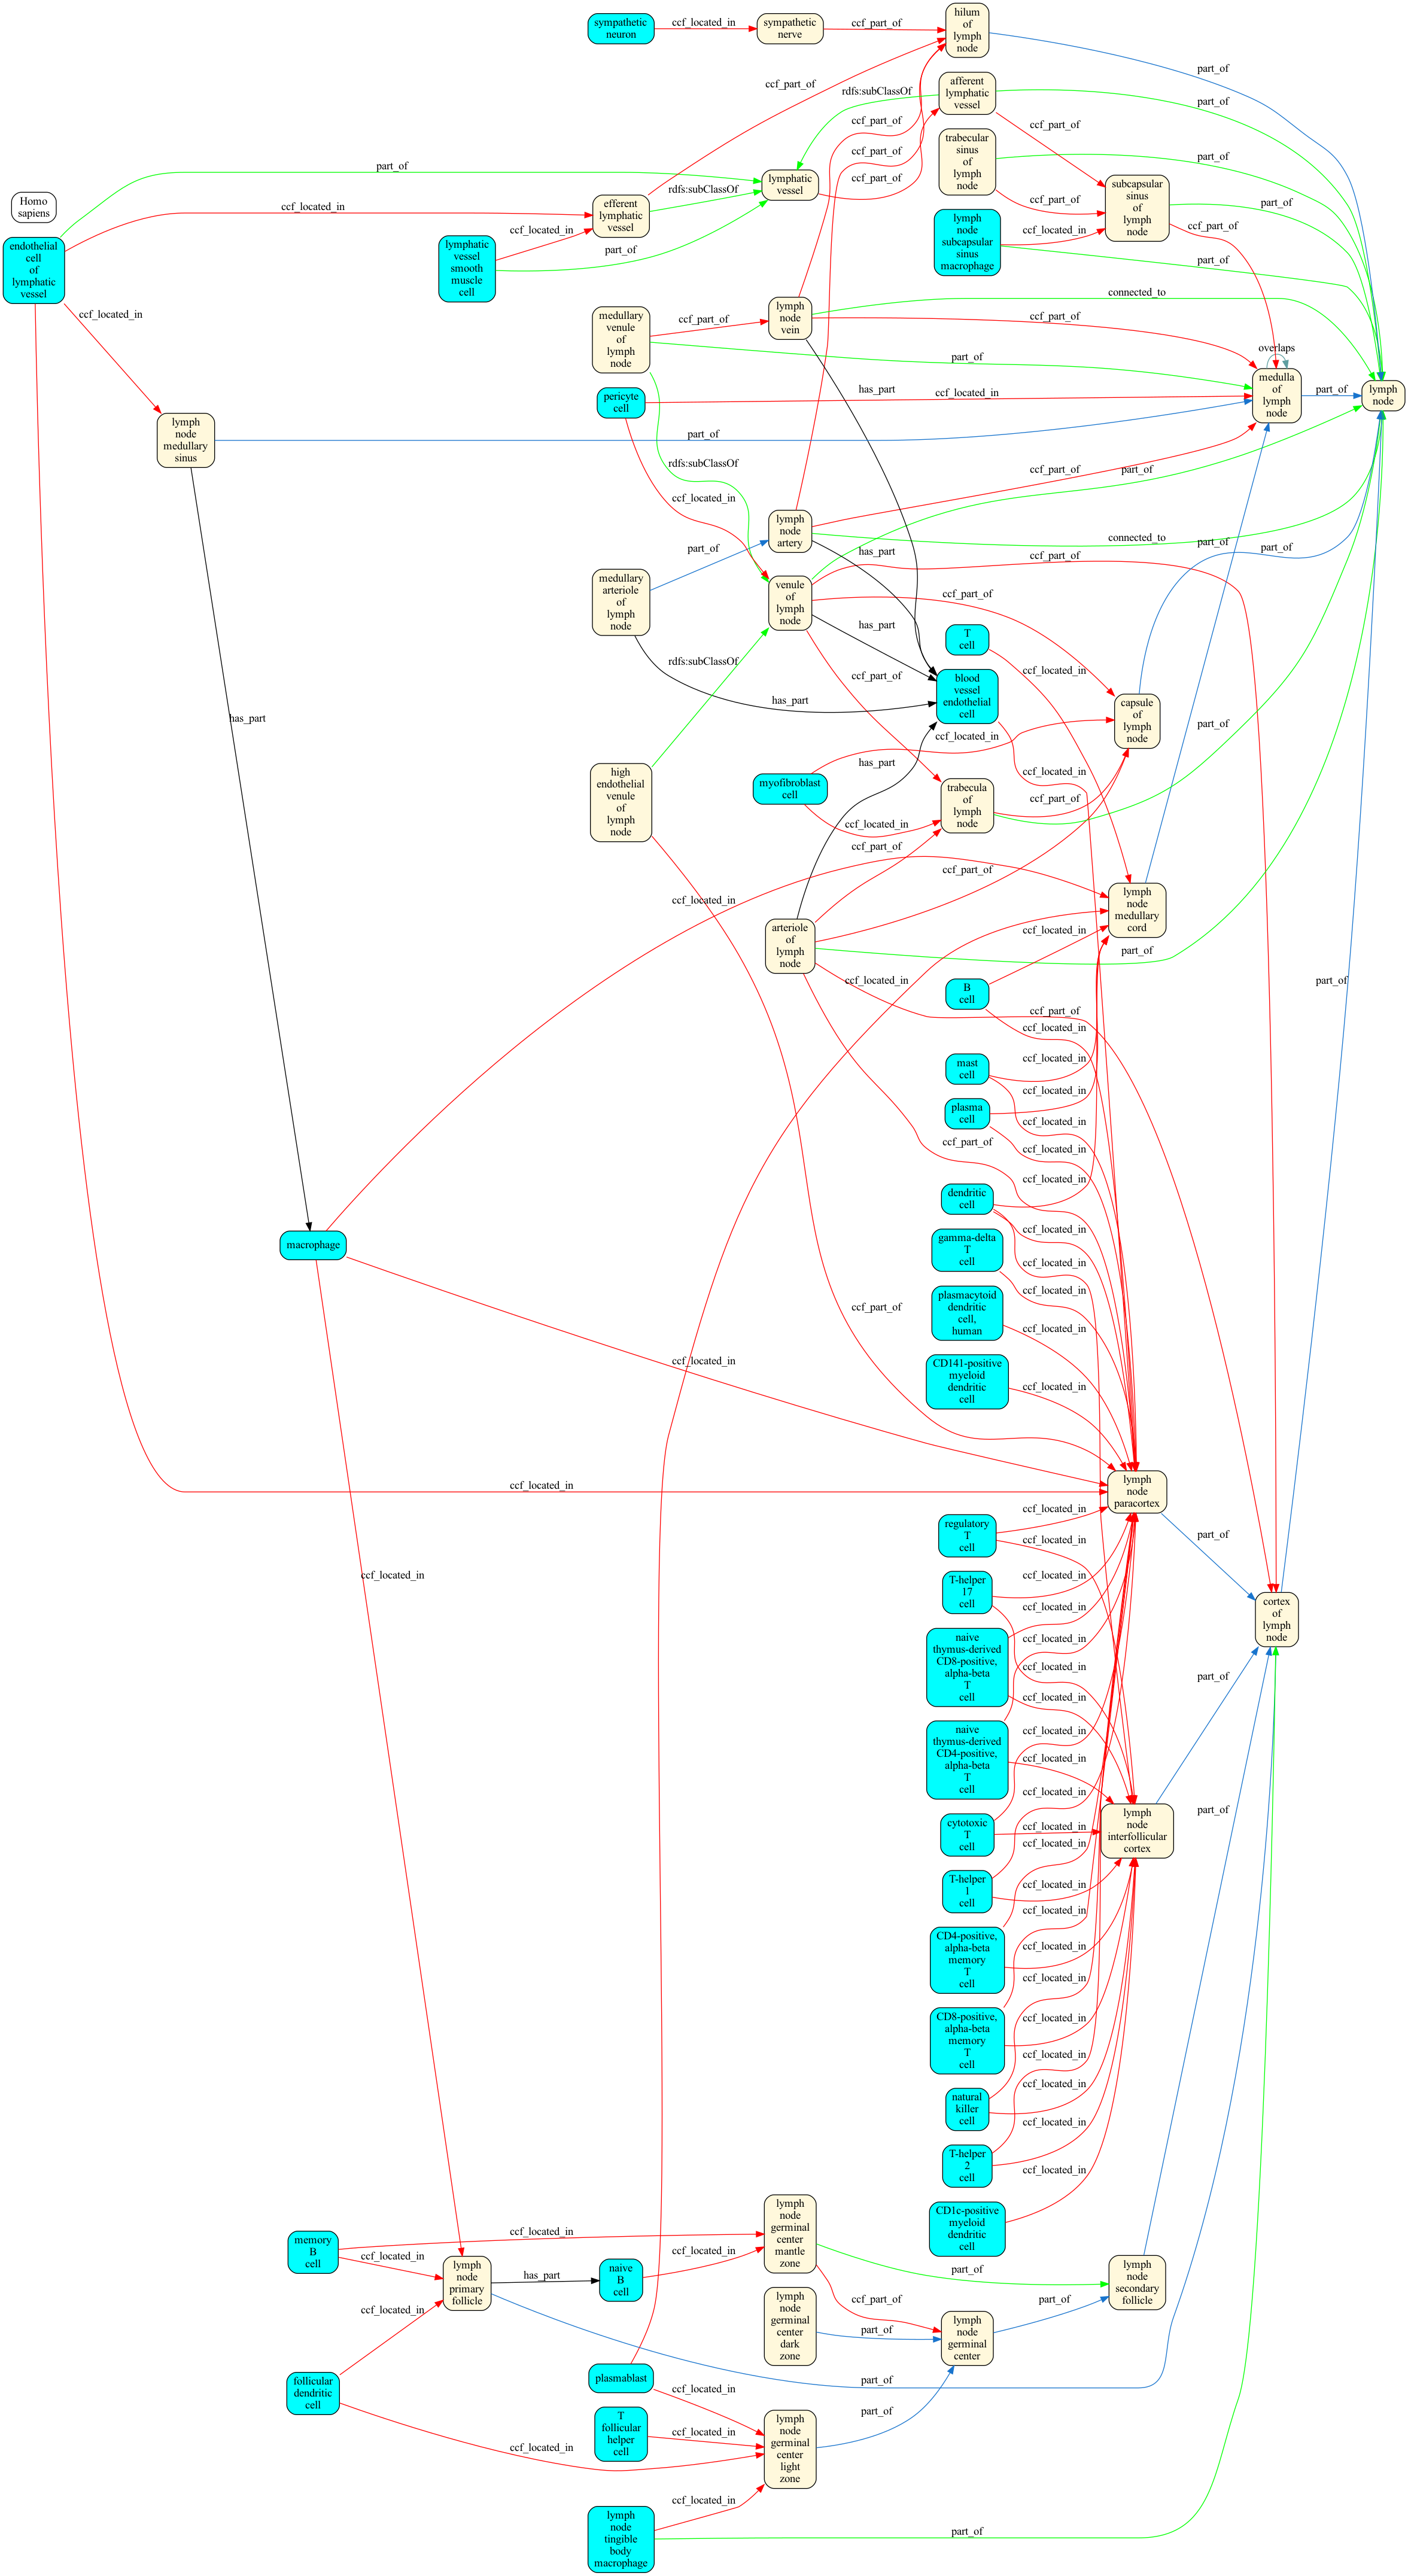 sympathetic
neuron
ccf_located_in
sympathetic
nerve
ccf_part_of
hilum
of
lymph
node
part_of
ccf_part_of
rdfs:subClassOf
afferent
lymphatic
vessel
part_of
ccf_part_of
ccf_part_of
trabecular
sinus
of
lymph
node
part_of
ccf_part_of
ccf_part_of
part_of
lymphatic
vessel
ccf_part_of
subcapsular
sinus
of
lymph
node
part_of
ccf_part_of
Homo
sapiens
endothelial
cell
of
lymphatic
vessel
ccf_located_in
ccf_located_in
efferent
lymphatic
vessel
rdfs:subClassOf
lymphatic
vessel
smooth
muscle
cell
ccf_located_in
part_of
lymph
node
subcapsular
sinus
macrophage
ccf_located_in
part_of
medullary
venule
of
lymph
node
ccf_part_of
part_of
rdfs:subClassOf
lymph
node
vein
connected_to
ccf_part_of
has_part
overlaps
medulla
of
lymph
node
part_of
lymph
node
pericyte
cell
ccf_located_in
ccf_located_in
lymph
node
medullary
sinus
part_of
has_part
lymph
node
artery
ccf_part_of
part_of
connected_to
has_part
medullary
arteriole
of
lymph
node
part_of
has_part
venule
of
lymph
node
ccf_part_of
ccf_part_of
has_part
ccf_part_of
part_of
part_of
T
cell
ccf_located_in
blood
vessel
endothelial
cell
ccf_located_in
capsule
of
lymph
node
rdfs:subClassOf
high
endothelial
venule
of
lymph
node
ccf_part_of
myofibroblast
cell
ccf_located_in
ccf_located_in
has_part
trabecula
of
lymph
node
ccf_part_of
part_of
ccf_part_of
ccf_part_of
arteriole
of
lymph
node
part_of
ccf_part_of
ccf_part_of
lymph
node
medullary
cord
ccf_located_in
ccf_located_in
B
cell
ccf_located_in
ccf_located_in
mast
cell
ccf_located_in
ccf_located_in
plasma
cell
ccf_located_in
ccf_located_in
dendritic
cell
ccf_located_in
ccf_located_in
ccf_located_in
macrophage
ccf_located_in
ccf_located_in
gamma-delta
T
cell
ccf_located_in
plasmacytoid
dendritic
cell,
human
ccf_located_in
CD141-positive
myeloid
dendritic
cell
ccf_located_in
ccf_located_in
lymph
node
paracortex
part_of
part_of
regulatory
T
cell
ccf_located_in
ccf_located_in
T-helper
17
cell
ccf_located_in
ccf_located_in
cortex
of
lymph
node
naive
thymus-derived
CD8-positive,
alpha-beta
T
cell
ccf_located_in
ccf_located_in
naive
thymus-derived
CD4-positive,
alpha-beta
T
cell
ccf_located_in
ccf_located_in
cytotoxic
T
cell
ccf_located_in
ccf_located_in
lymph
node
interfollicular
cortex
part_of
T-helper
1
cell
ccf_located_in
ccf_located_in
CD4-positive,
alpha-beta
memory
T
cell
ccf_located_in
ccf_located_in
CD8-positive,
alpha-beta
memory
T
cell
ccf_located_in
ccf_located_in
natural
killer
cell
ccf_located_in
ccf_located_in
T-helper
2
cell
ccf_located_in
CD1c-positive
myeloid
dendritic
cell
memory
B
cell
ccf_located_in
ccf_located_in
lymph
node
primary
follicle
has_part
part_of
naive
B
cell
ccf_located_in
lymph
node
germinal
center
mantle
zone
part_of
ccf_part_of
lymph
node
germinal
center
dark
zone
part_of
lymph
node
germinal
center
part_of
lymph
node
secondary
follicle
part_of
follicular
dendritic
cell
ccf_located_in
ccf_located_in
plasmablast
ccf_located_in
T
follicular
helper
cell
ccf_located_in
lymph
node
germinal
center
light
zone
part_of
lymph
node
tingible
body
macrophage
ccf_located_in
part_of